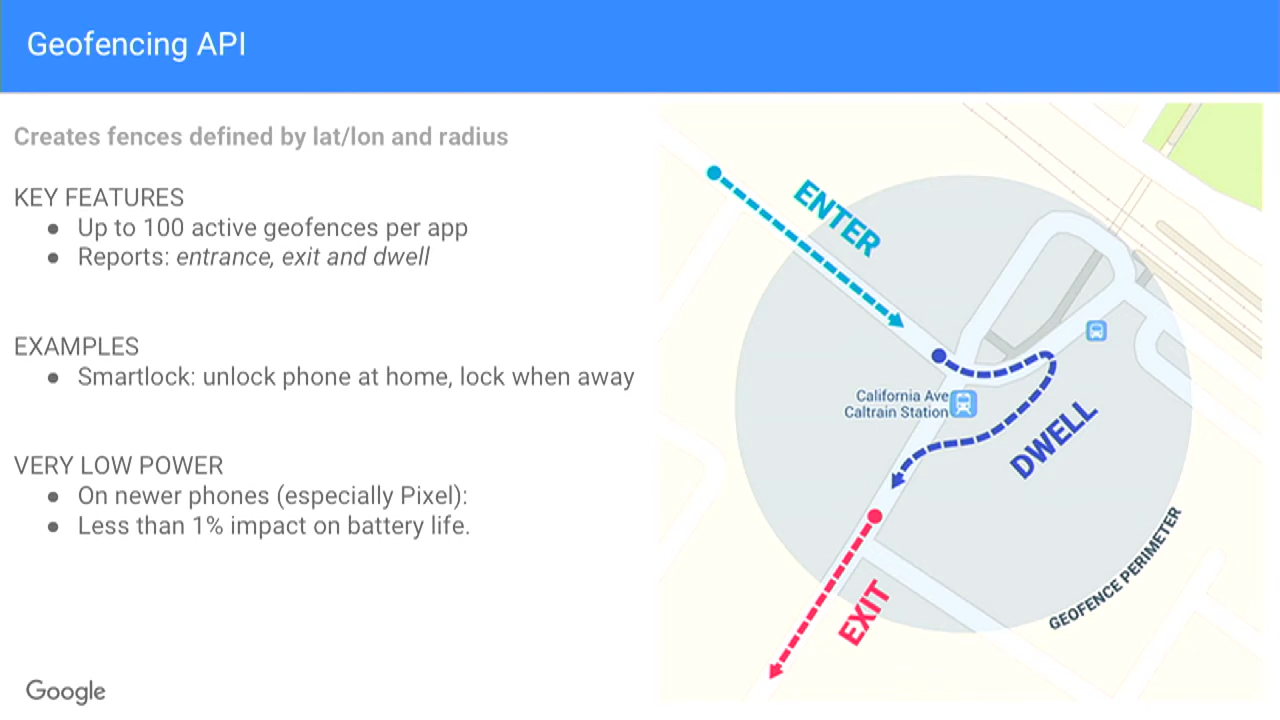 Geofencing API
Creates fences defined by lat/lon and radius
KEY FEATURES
● Up to 100 active geofences per app
● Reports: entrance, exit and dwell
EXAMPLES
● Smartlock: unlock phone at home, lock when away
VERY LOW POWER
● On newer phones (especially Pixel):
● Less than 1% impact on battery life.
ENTER
California Ave
Caltrain Station
DWELL
EXIT
GEOFENCE PERIMETER
Google